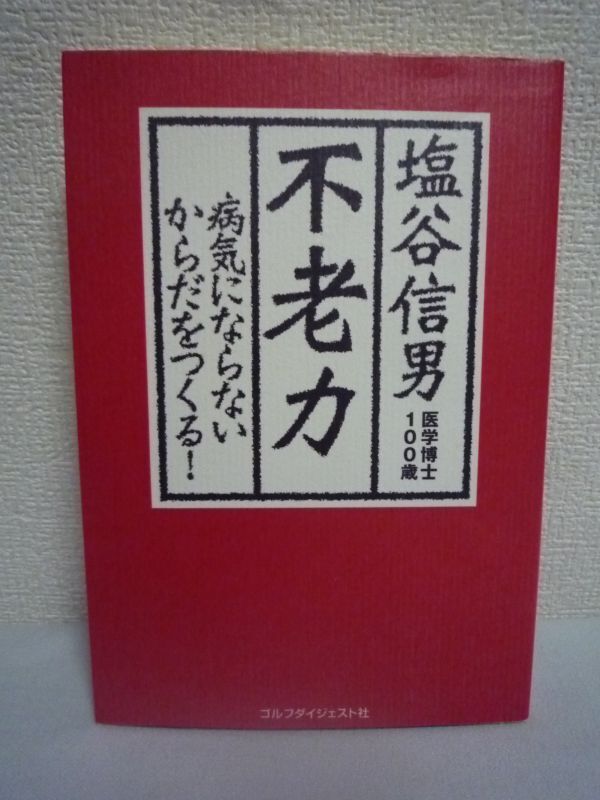 塩谷信男
医学博士
100歳
不老力
病気にならない
からだをつくる!
ゴルフダイジェスト社